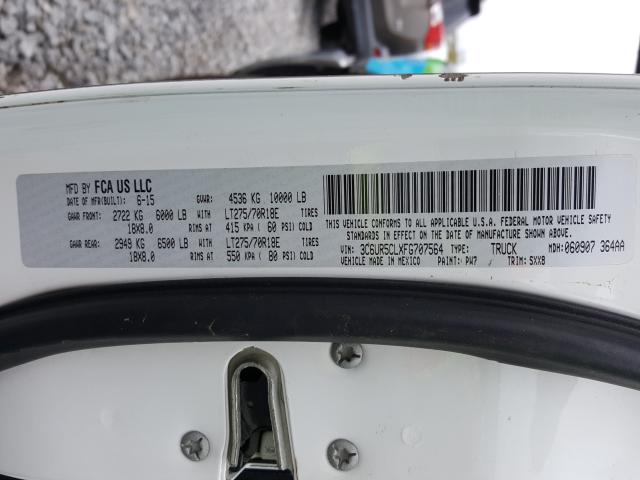 MFD BY FCA US LLC
DATE OF MFR(BUILT): 6-15 GVWR: 4536 KG 10000 LB
GAWR FRONT: 2722 KG 6000 LB WITH LT275/70R18E TIRES
18X8.0 RIMS AT 415 KPA ( 60 PSI) COLD
GAWR REAR: 2949 KG 6500 LB WITH LT275/70R18E TIRES
18X8.0 RIMS AT 550 KPA ( 80 PSI) COLD
THIS VEHICLE CONFORMS TO ALL APPLICABLE U.S.A. FEDERAL MOTOR VEHICLE SAFETY
STANDARDS IN EFFECT ON THE DATE OF MANUFACTURE SHOWN ABOVE.
VIN: 3C6UR5CLXFG707564 TYPE: TRUCK MDH: 060907 364AA
VEHICLE MADE IN MEXICO PAINT: PW7 TRIM: SXX8